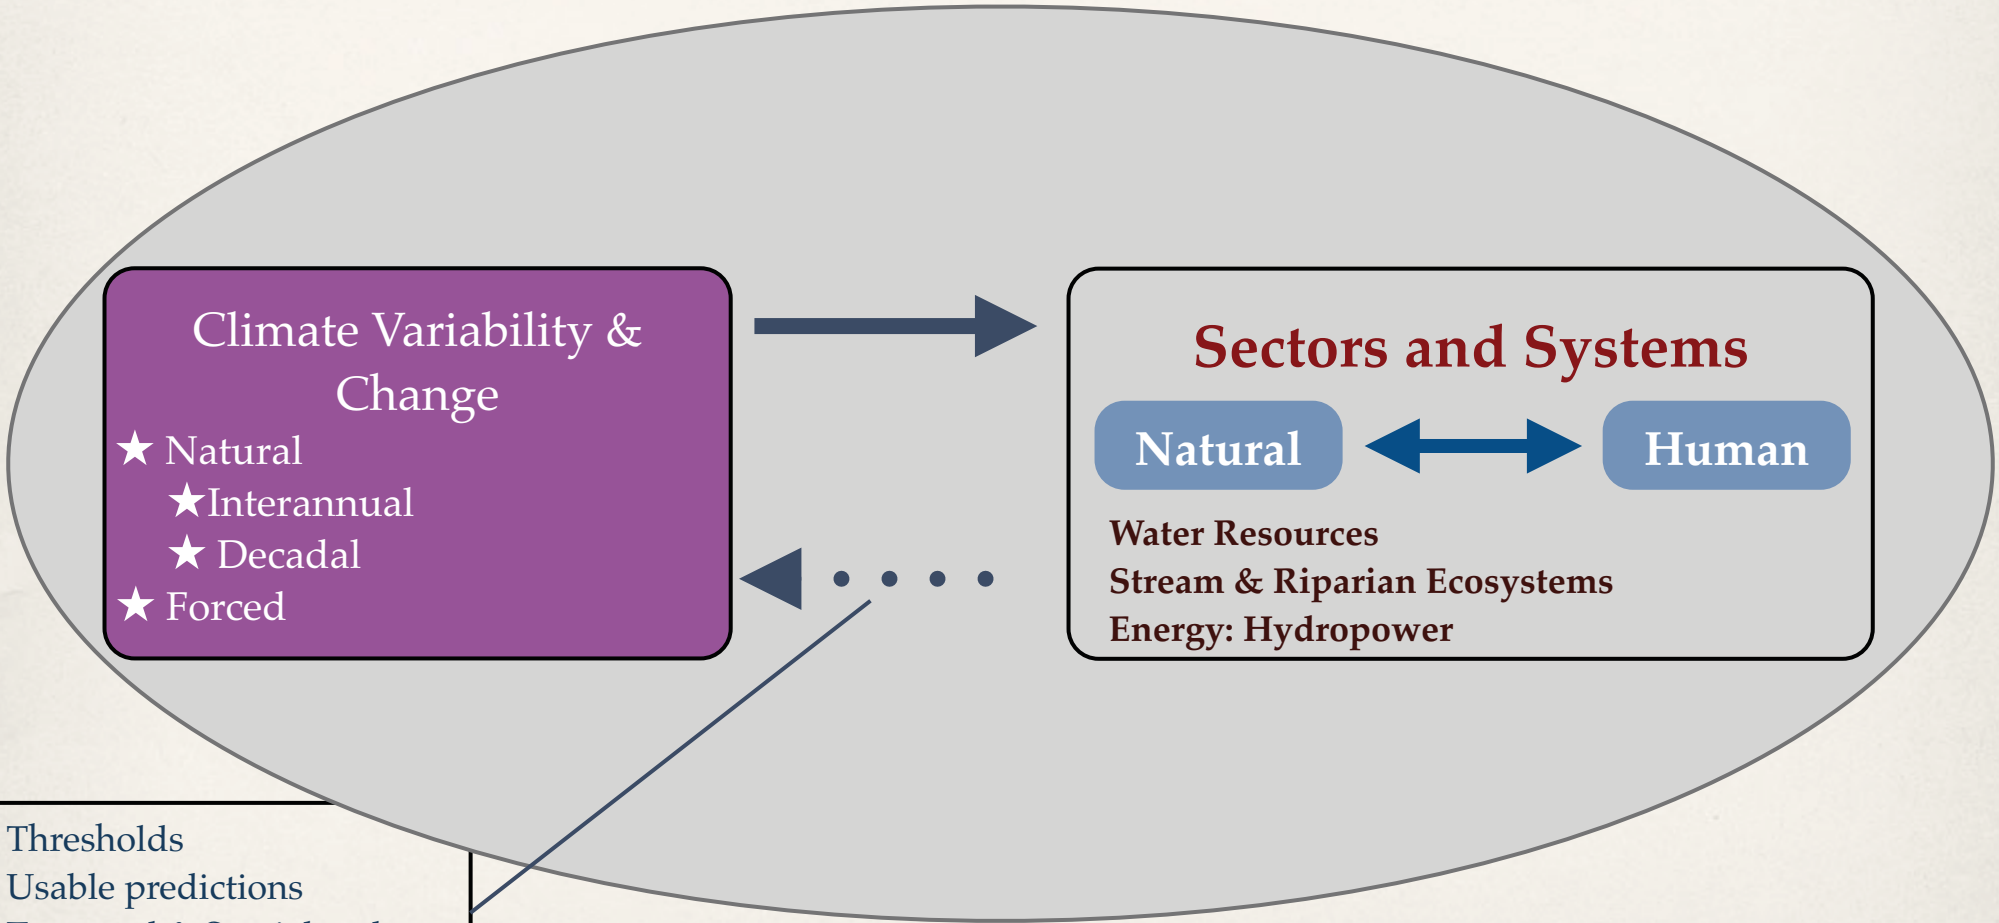 Climate Variability &
Change
★ Natural
★Interannual
★ Decadal
★ Forced
Sectors and Systems
Natural
Human
Water Resources
Stream & Riparian Ecosystems
Energy: Hydropower
Thresholds
Usable predictions